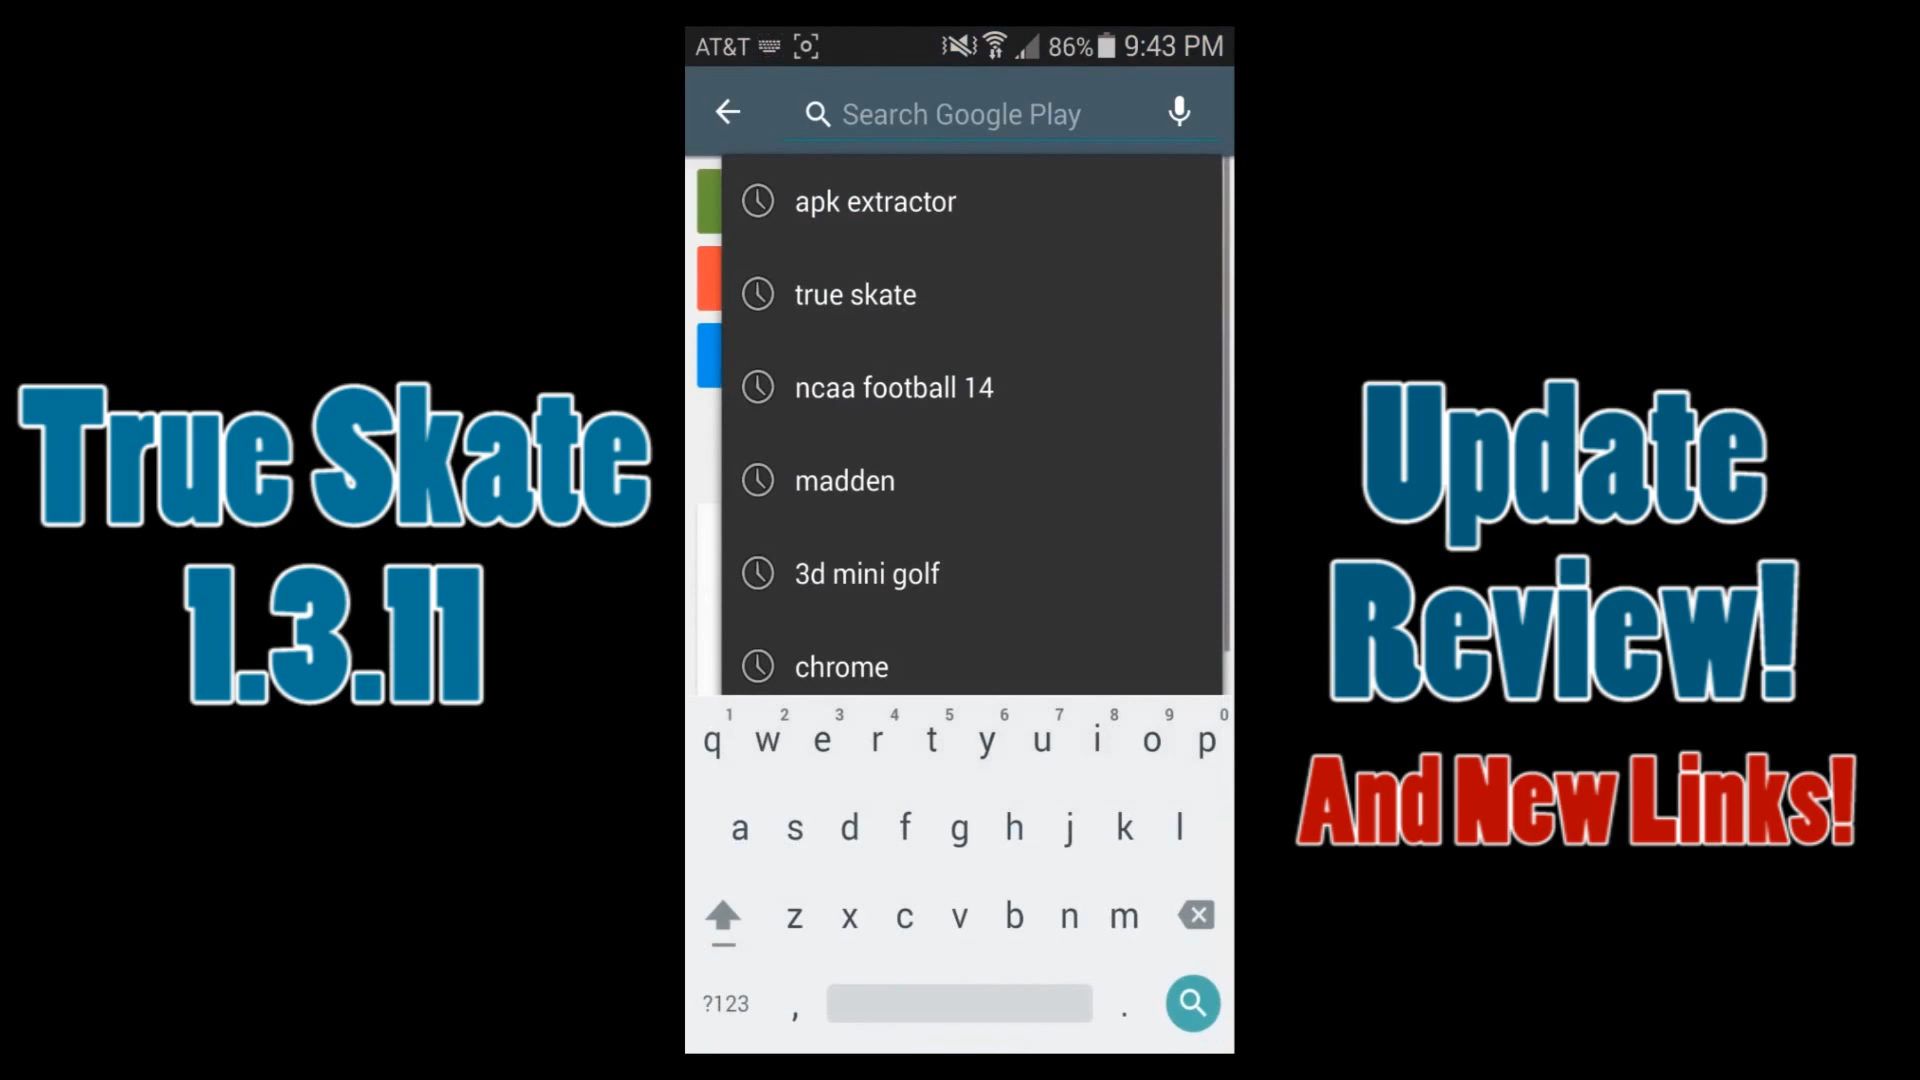 AT&T 86% 9:43 PM
Search Google Play
apk extractor
true skate
ncaa football 14
madden
3d mini golf
chrome
1 2 3 4 5 6 7 8 9 0
q w e r t y u i o p
a s d f g h j k l
z x c v b n m
?123 , .
True Skate
1.3.11
Update
Review!
And New Links!